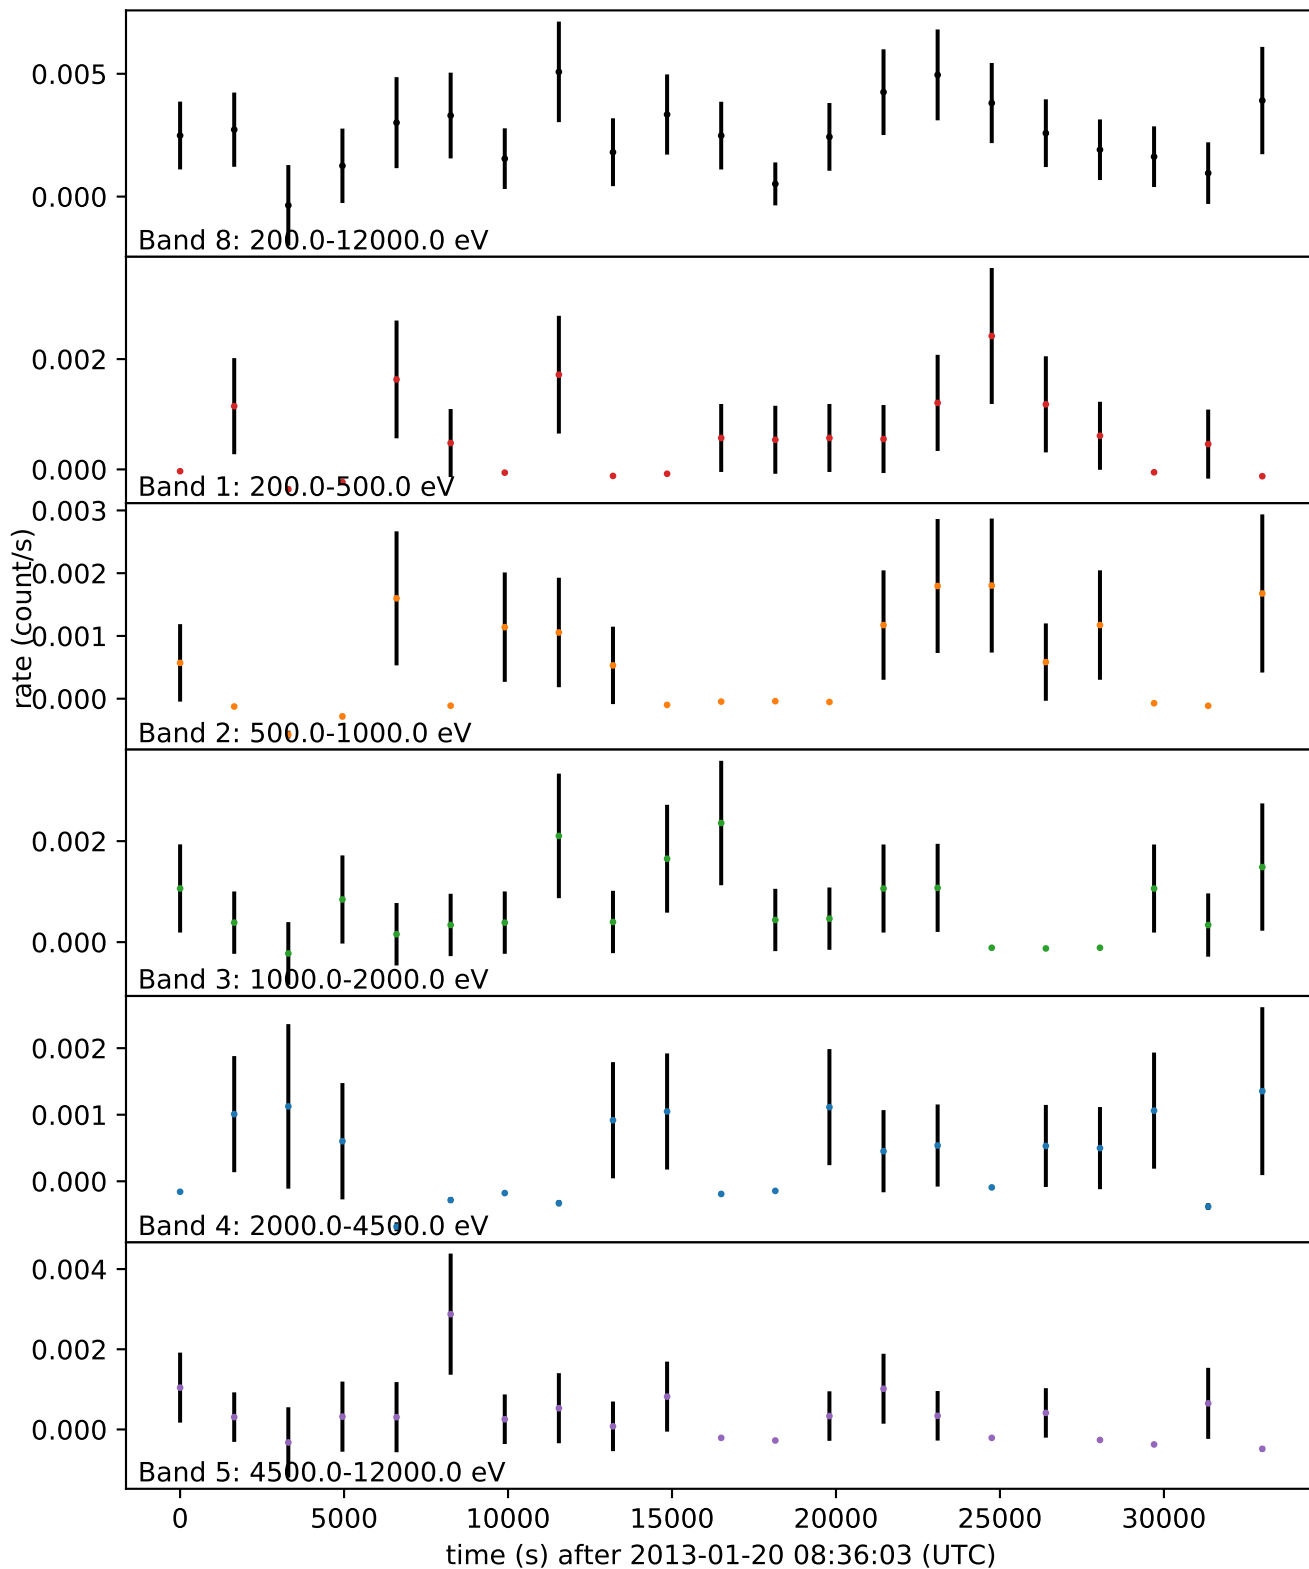 0.005
0.000
Band 8: 200.0-12000.0 eV
0.002
0.000
Band 1: 200.0-500.0 eV
rate (count/s)
0.003
0.002
0.001
0.000
Band 2: 500.0-1000.0 eV
0.002
0.000
Band 3: 1000.0-2000.0 eV
0.002
0.001
0.000
Band 4: 2000.0-4500.0 eV
0.004
0.002
0.000
Band 5: 4500.0-12000.0 eV
0 5000 10000 15000 20000 25000 30000
time (s) after 2013-01-20 08:36:03 (UTC)